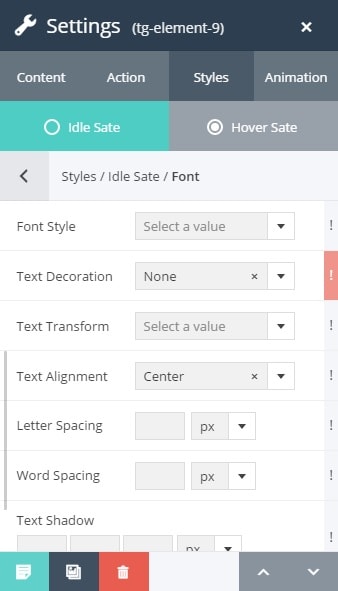 Settings (tg-element-9) ×
Content Action Styles Animation
Idle Sate Hover Sate
Styles / Idle Sate / Font
Font Style Select a value !
Text Decoration None × !
Text Transform Select a value !
Text Alignment Center × !
Letter Spacing px !
Word Spacing px !
Text Shadow
px !